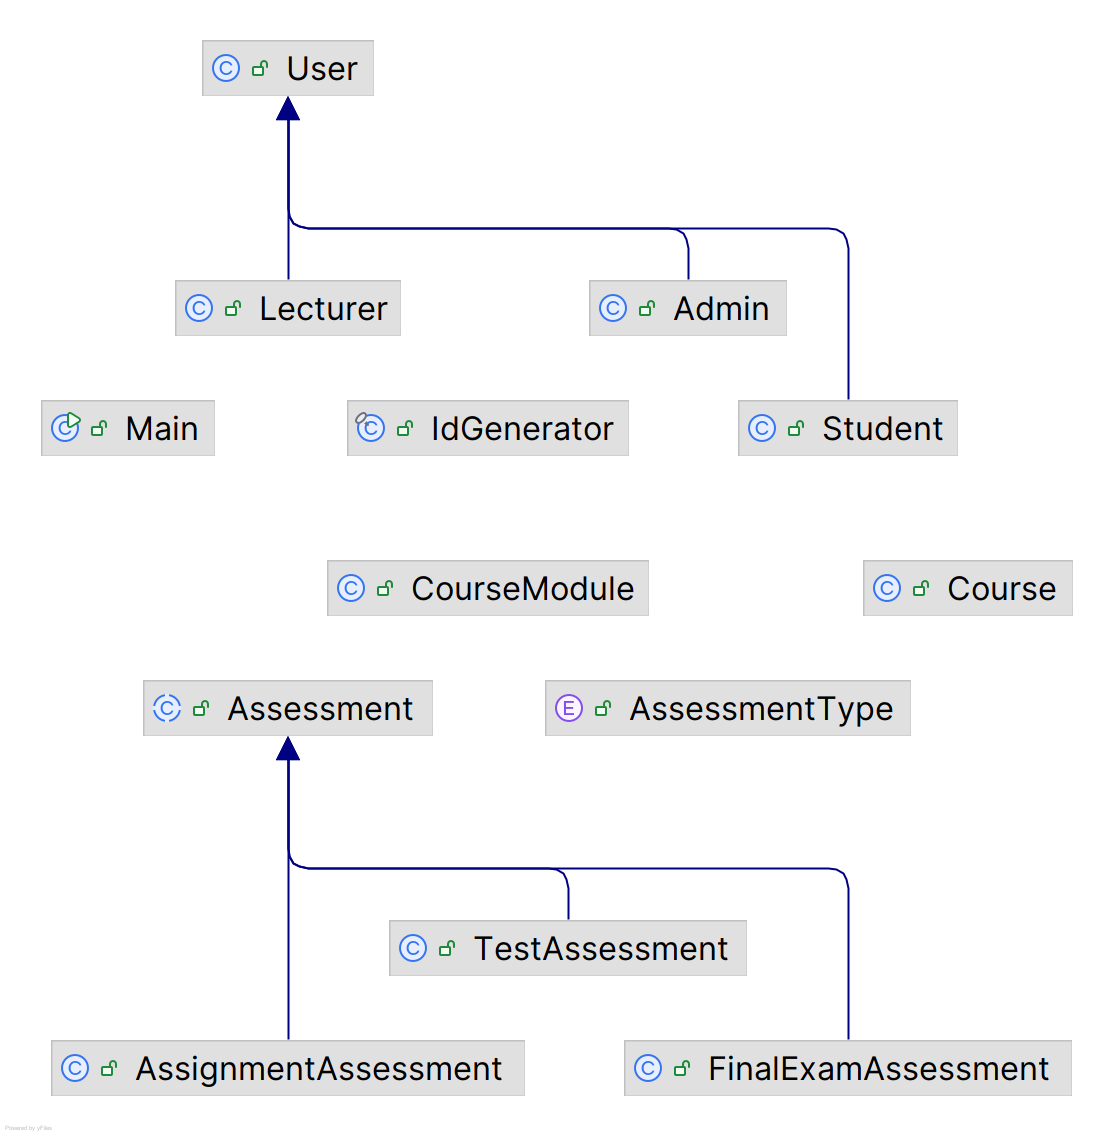 User
Lecturer
Admin
Main
IdGenerator
Student
CourseModule
Course
Assessment
AssessmentType
TestAssessment
AssignmentAssessment
FinalExamAssessment
Powered by yFiles